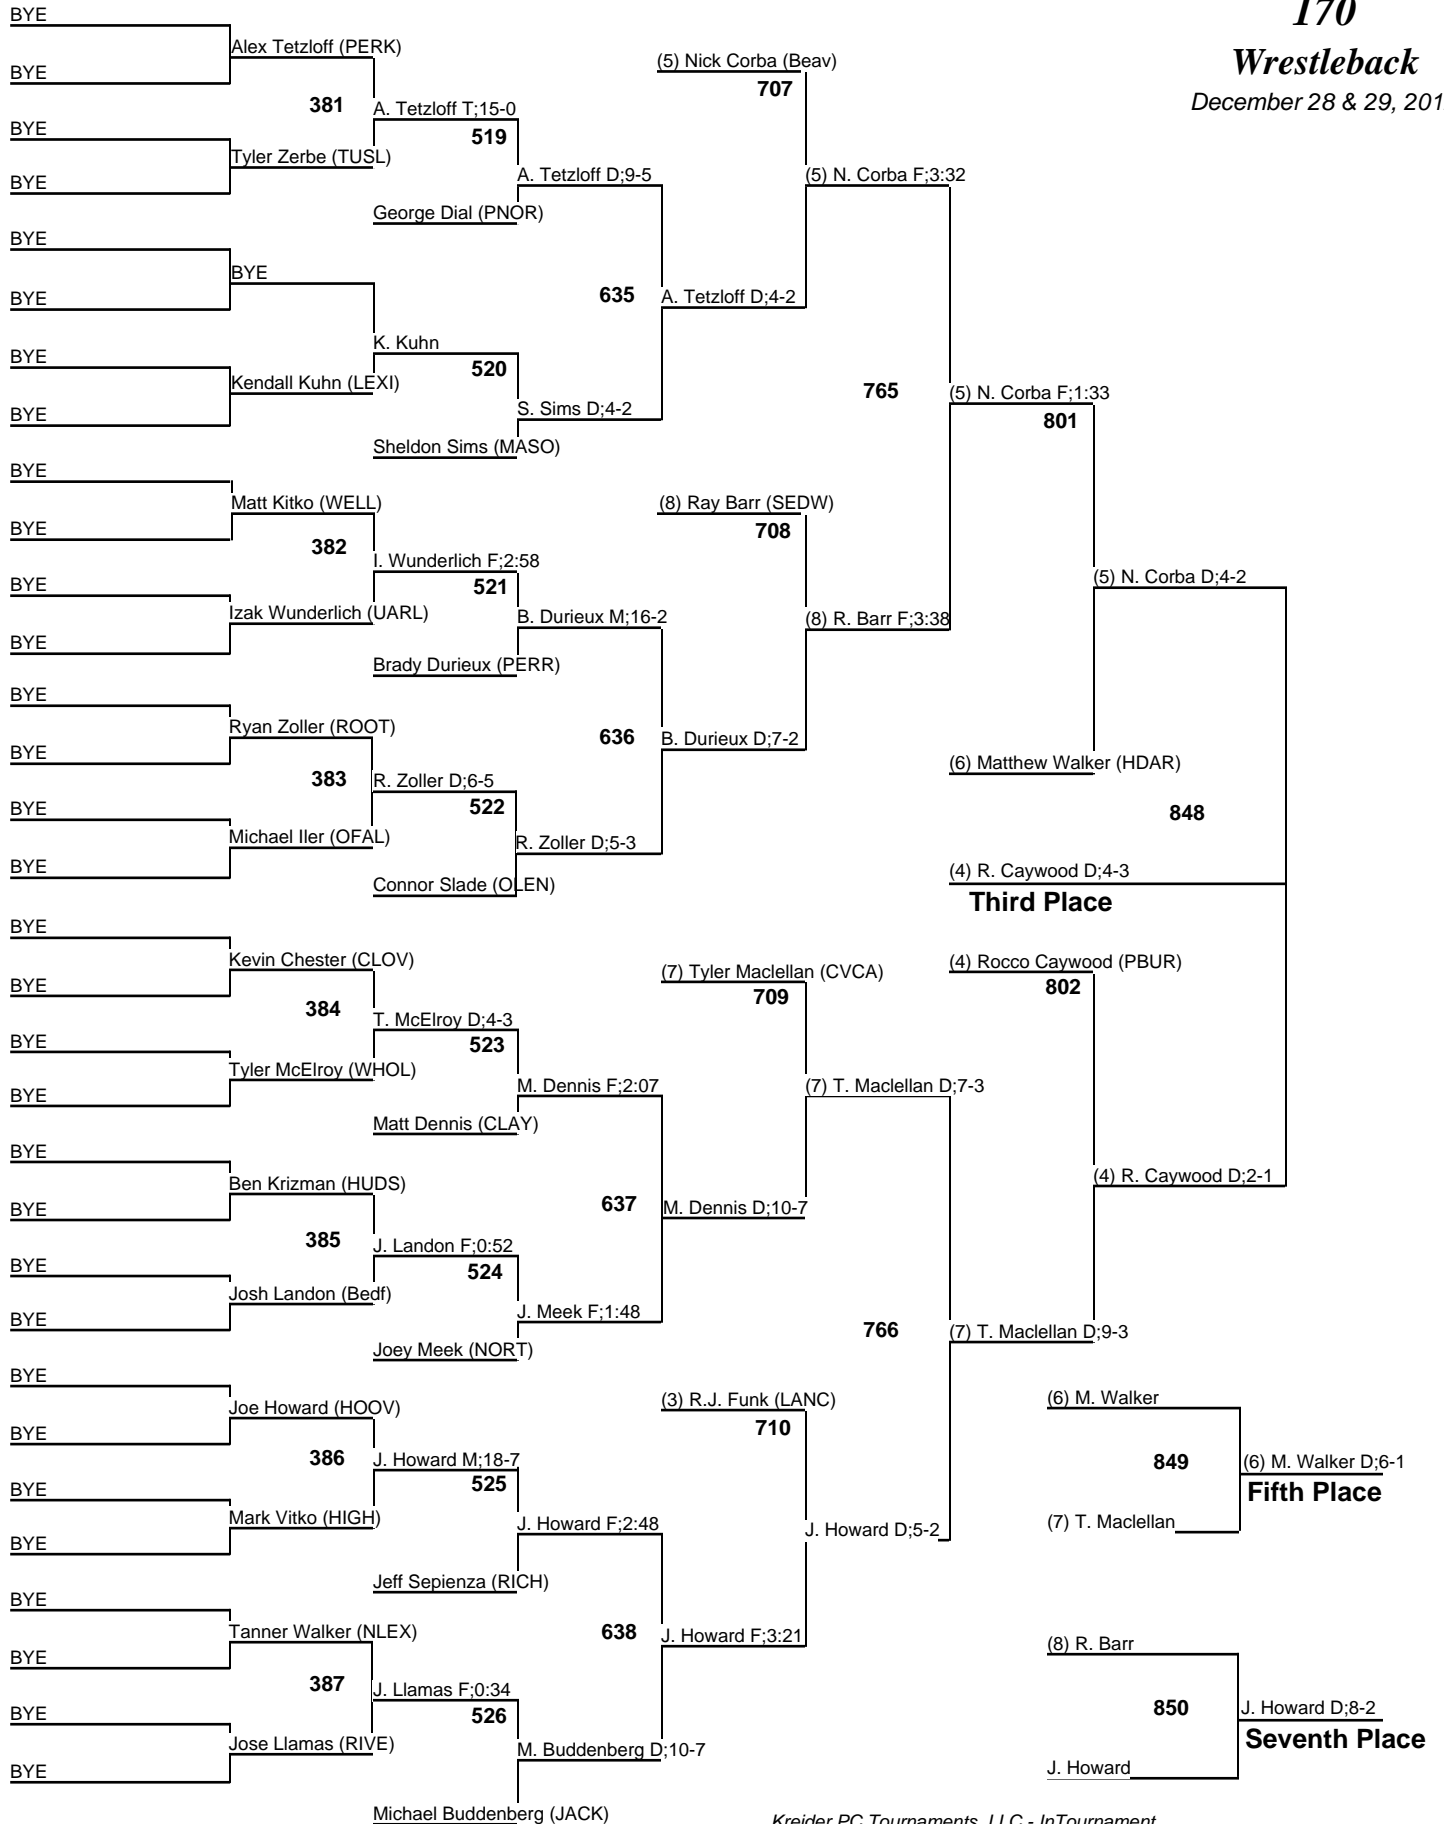 170
Wrestleback
December 28 & 29, 201
BYE
Alex Tetzloff (PERK)
(5) Nick Corba (Beav)
BYE
707
381
A. Tetzloff T;15-0
BYE
519
Tyler Zerbe (TUSL)
A. Tetzloff D;9-5
(5) N. Corba F;3:32
BYE
George Dial (PNOR)
BYE
BYE
635
A. Tetzloff D;4-2
BYE
K. Kuhn
BYE
520
Kendall Kuhn (LEXI)
765
(5) N. Corba F;1:33
S. Sims D;4-2
BYE
801
Sheldon Sims (MASO)
BYE
Matt Kitko (WELL)
(8) Ray Barr (SEDW)
BYE
708
382
I. Wunderlich F;2:58
(5) N. Corba D;4-2
BYE
521
Izak Wunderlich (UARL)
B. Durieux M;16-2
(8) R. Barr F;3:38
BYE
Brady Durieux (PERR)
BYE
Ryan Zoller (ROOT)
636
B. Durieux D;7-2
BYE
(6) Matthew Walker (HDAR)
383
R. Zoller D;6-5
BYE
522
848
Michael Iler (OFAL)
R. Zoller D;5-3
BYE
(4) R. Caywood D;4-3
Connor Slade (OLEN)
Third Place
BYE
Kevin Chester (CLOV)
(4) Rocco Caywood (PBUR)
(7) Tyler Maclellan (CVCA)
BYE
802
709
384
T. McElroy D;4-3
BYE
523
Tyler McElroy (WHOL)
M. Dennis F;2:07
(7) T. Maclellan D;7-3
BYE
Matt Dennis (CLAY)
BYE
(4) R. Caywood D;2-1
Ben Krizman (HUDS)
637
M. Dennis D;10-7
BYE
385
J. Landon F;0:52
BYE
524
Josh Landon (Bedf)
J. Meek F;1:48
BYE
766
(7) T. Maclellan D;9-3
Joey Meek (NORT)
BYE
(3) R.J. Funk (LANC)
(6) M. Walker
Joe Howard (HOOV)
BYE
710
386
J. Howard M;18-7
849
(6) M. Walker D;6-1
BYE
525
Fifth Place
Mark Vitko (HIGH)
J. Howard F;2:48
J. Howard D;5-2
(7) T. Maclellan
BYE
Jeff Sepienza (RICH)
BYE
Tanner Walker (NLEX)
638
J. Howard F;3:21
(8) R. Barr
BYE
387
J. Llamas F;0:34
850
J. Howard D;8-2
BYE
526
Jose Llamas (RIVE)
M. Buddenberg D;10-7
Seventh Place
BYE
J. Howard
Michael Buddenberg (JACK)
Kreider PC Tournaments, LLC - InTournament